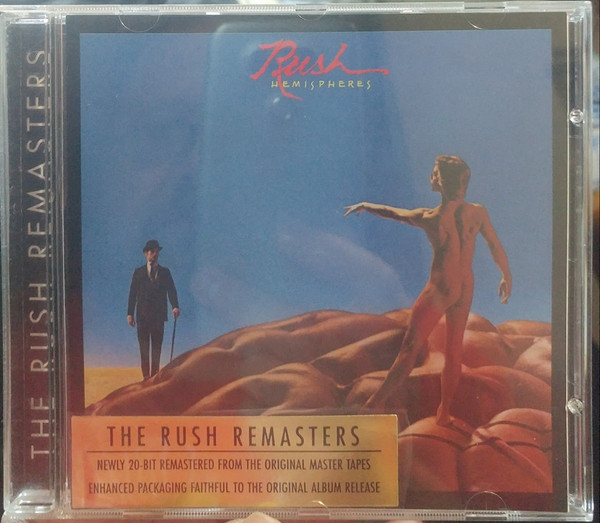 THE RUSH REMASTERS
Rush
HEMISPHERES
THE RUSH REMASTERS
NEWLY 20-BIT REMASTERED FROM THE ORIGINAL MASTER TAPES
ENHANCED PACKAGING FAITHFUL TO THE ORIGINAL ALBUM RELEASE